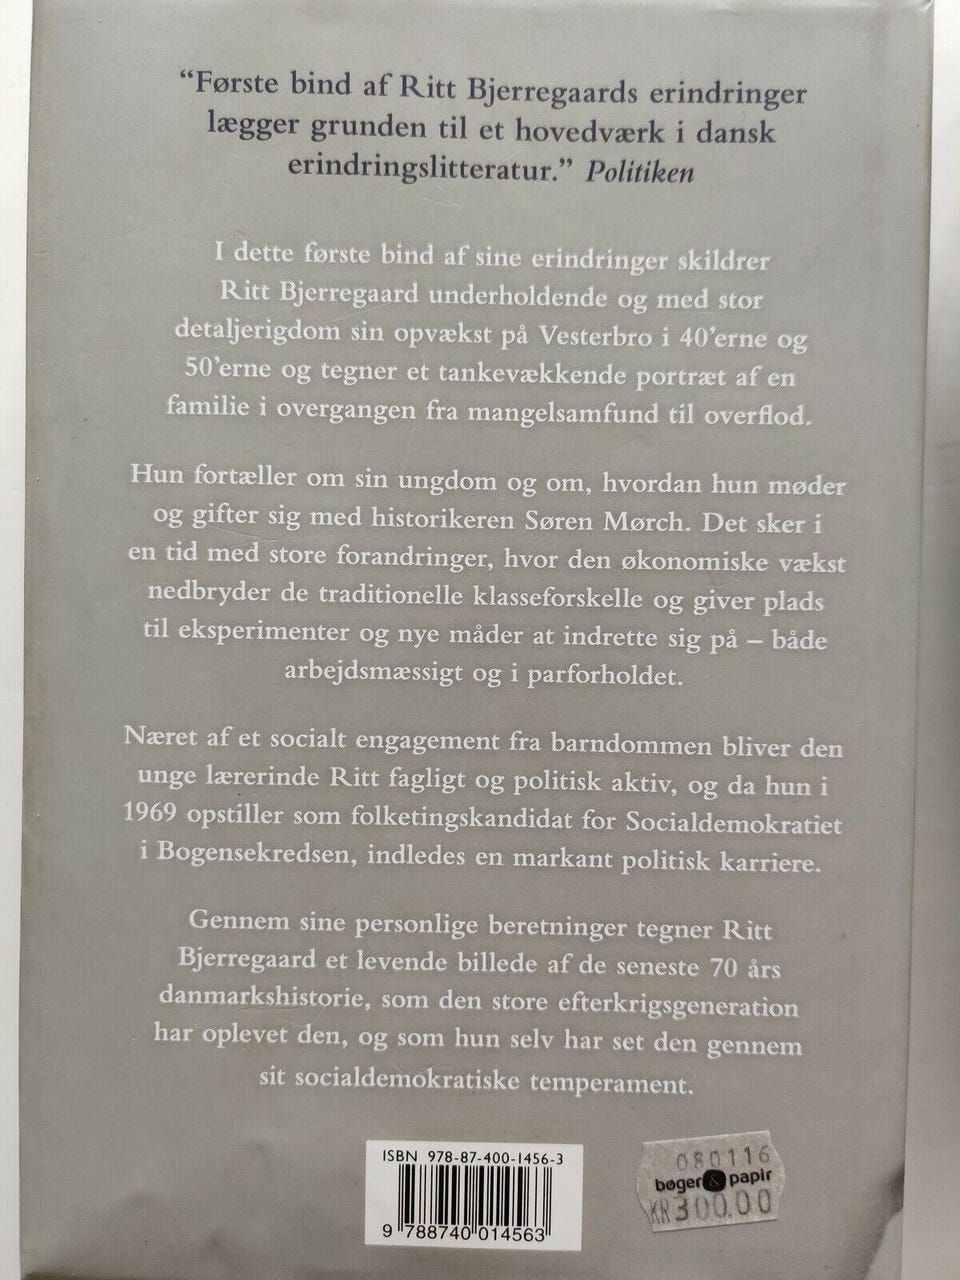 “Første bind af Ritt Bjerregaards erindringer
lægger grunden til et hovedværk i dansk
erindringslitteratur.” Politiken
I dette første bind af sine erindringer skildrer
Ritt Bjerregaard underholdende og med stor
detaljerigdom sin opvækst på Vesterbro i 40’erne og
50’erne og tegner et tankevækkende portræt af en
familie i overgangen fra mangelsamfund til overflod.
Hun fortæller om sin ungdom og om, hvordan hun møder
og gifter sig med historikeren Søren Mørch. Det sker i
en tid med store forandringer, hvor den økonomiske vækst
nedbryder de traditionelle klasseforskelle og giver plads
til eksperimenter og nye måder at indrette sig på – både
arbejdsmæssigt og i parforholdet.
Næret af et socialt engagement fra barndommen bliver den
unge lærerinde Ritt fagligt og politisk aktiv, og da hun i
1969 opstiller som folketingskandidat for Socialdemokratiet
i Bogensekredsen, indledes en markant politisk karriere.
Gennem sine personlige beretninger tegner Ritt
Bjerregaard et levende billede af de seneste 70 års
danmarkshistorie, som den store efterkrigsgeneration
har oplevet den, og som hun selv har set den gennem
sit socialdemokratiske temperament.
ISBN 978-87-400-1456-3
9 788740 014563
080116
bøger & papir
KR300.00